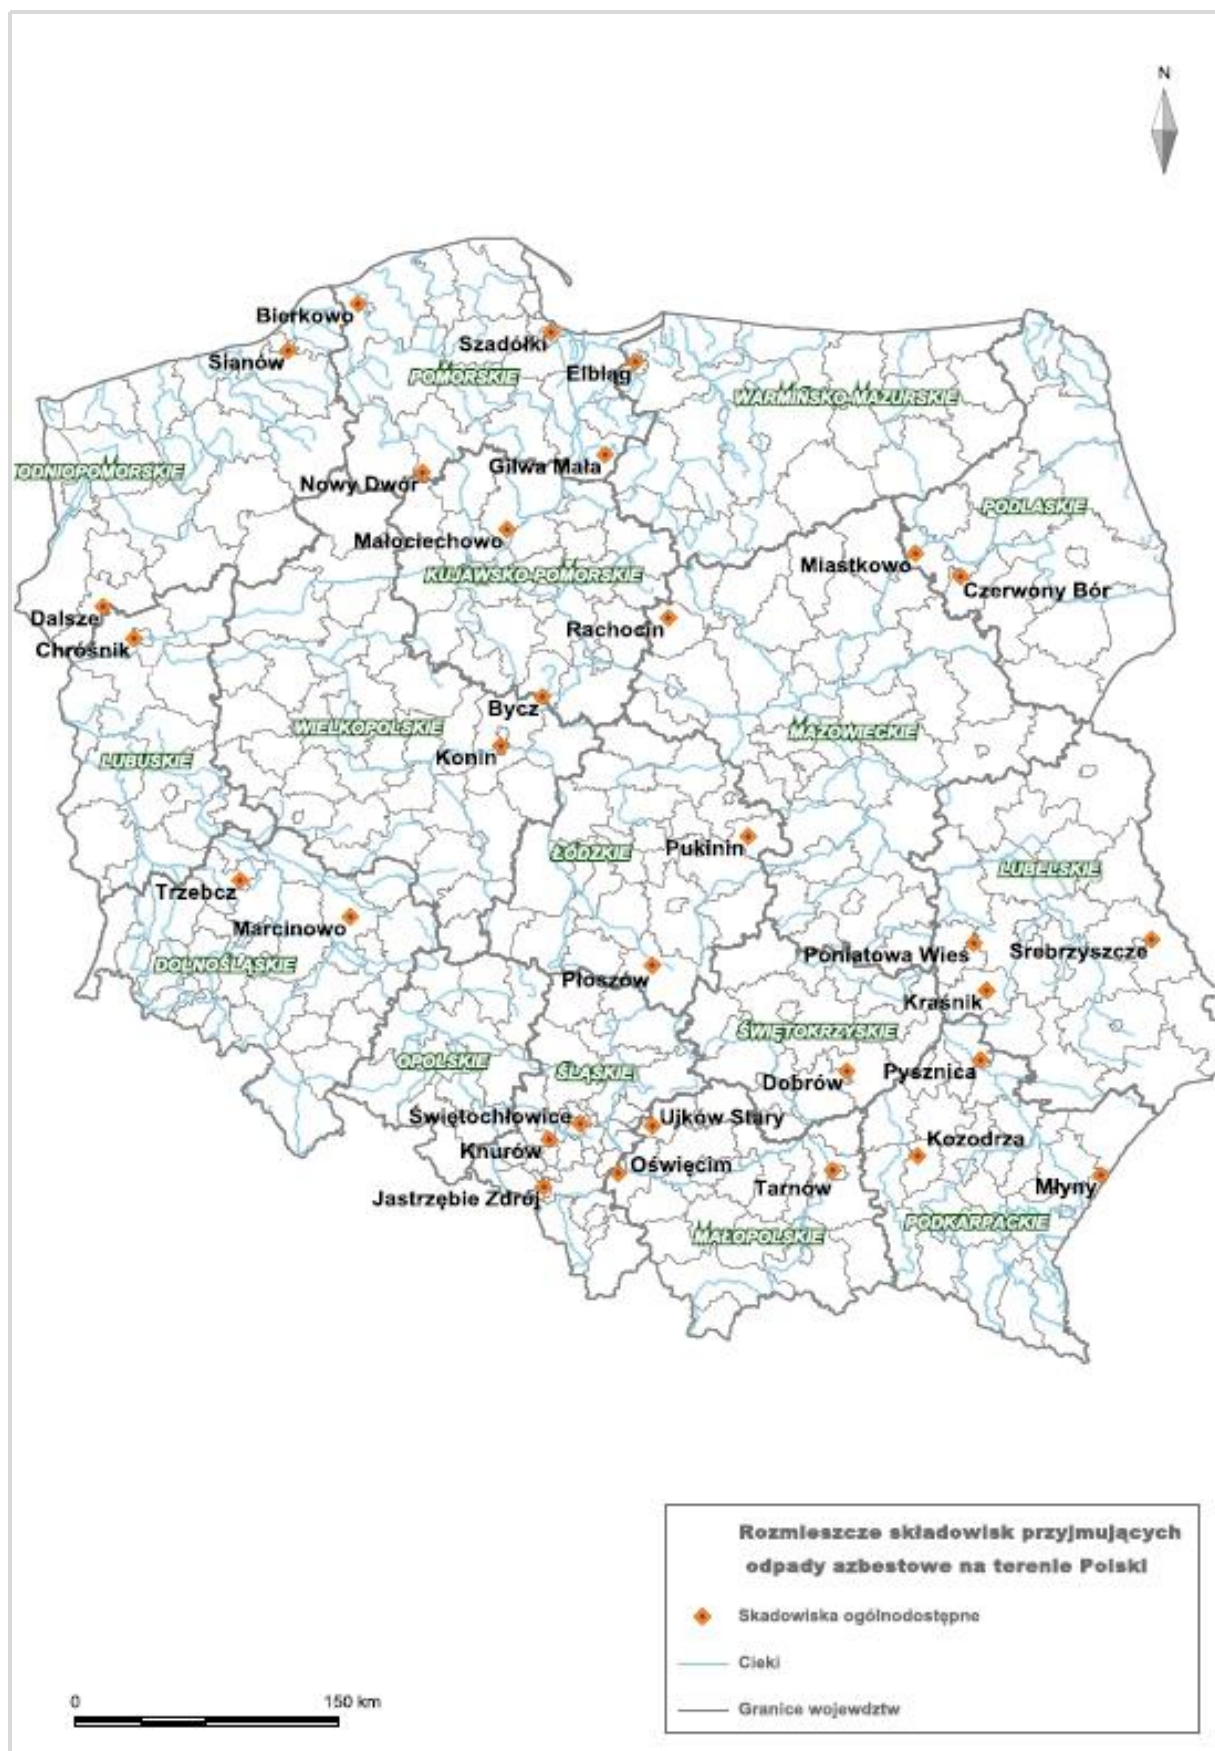 N
Bierkowo
Szadółki
Sianów
Elbląg
POMORSKIE
WARMIŃSKO-MAZURSKIE
Gilwa Mała
ODNIOPOMORSKIE
Nowy Dwór
PODLASKIE
Małociechowo
Miastkowo
KUJAWSKO-POMORSKIE
Czerwony Bór
Dalsze
Rachocin
Chróśnik
Bycz
WIELKOPOLSKIE
MAZOWIECKIE
Konin
LUBUSKIE
Pukinin
ŁÓDZKIE
LUBELSKIE
Trzebcz
Marcinowo
Poniatowa Wieś
Srebrzyszcze
DOLNOŚLĄSKIE
Płoszów
Kraśnik
ŚWIĘTOKRZYSKIE
OPOLSKIE
ŚLĄSKIE
Dobrów
Pysznica
Świętochłowice
Ujków Stary
Kozodrza
Knurów
Oświęcim
Tarnów
Młyny
Jastrzębie Zdrój
PODKARPACKIE
MAŁOPOLSKIE
Rozmieszcze składowisk przyjmujących
odpady azbestowe na terenie Polski
Skadowiska ogólnodostępne
Cieki
Granice wojewdztw
0 150 km